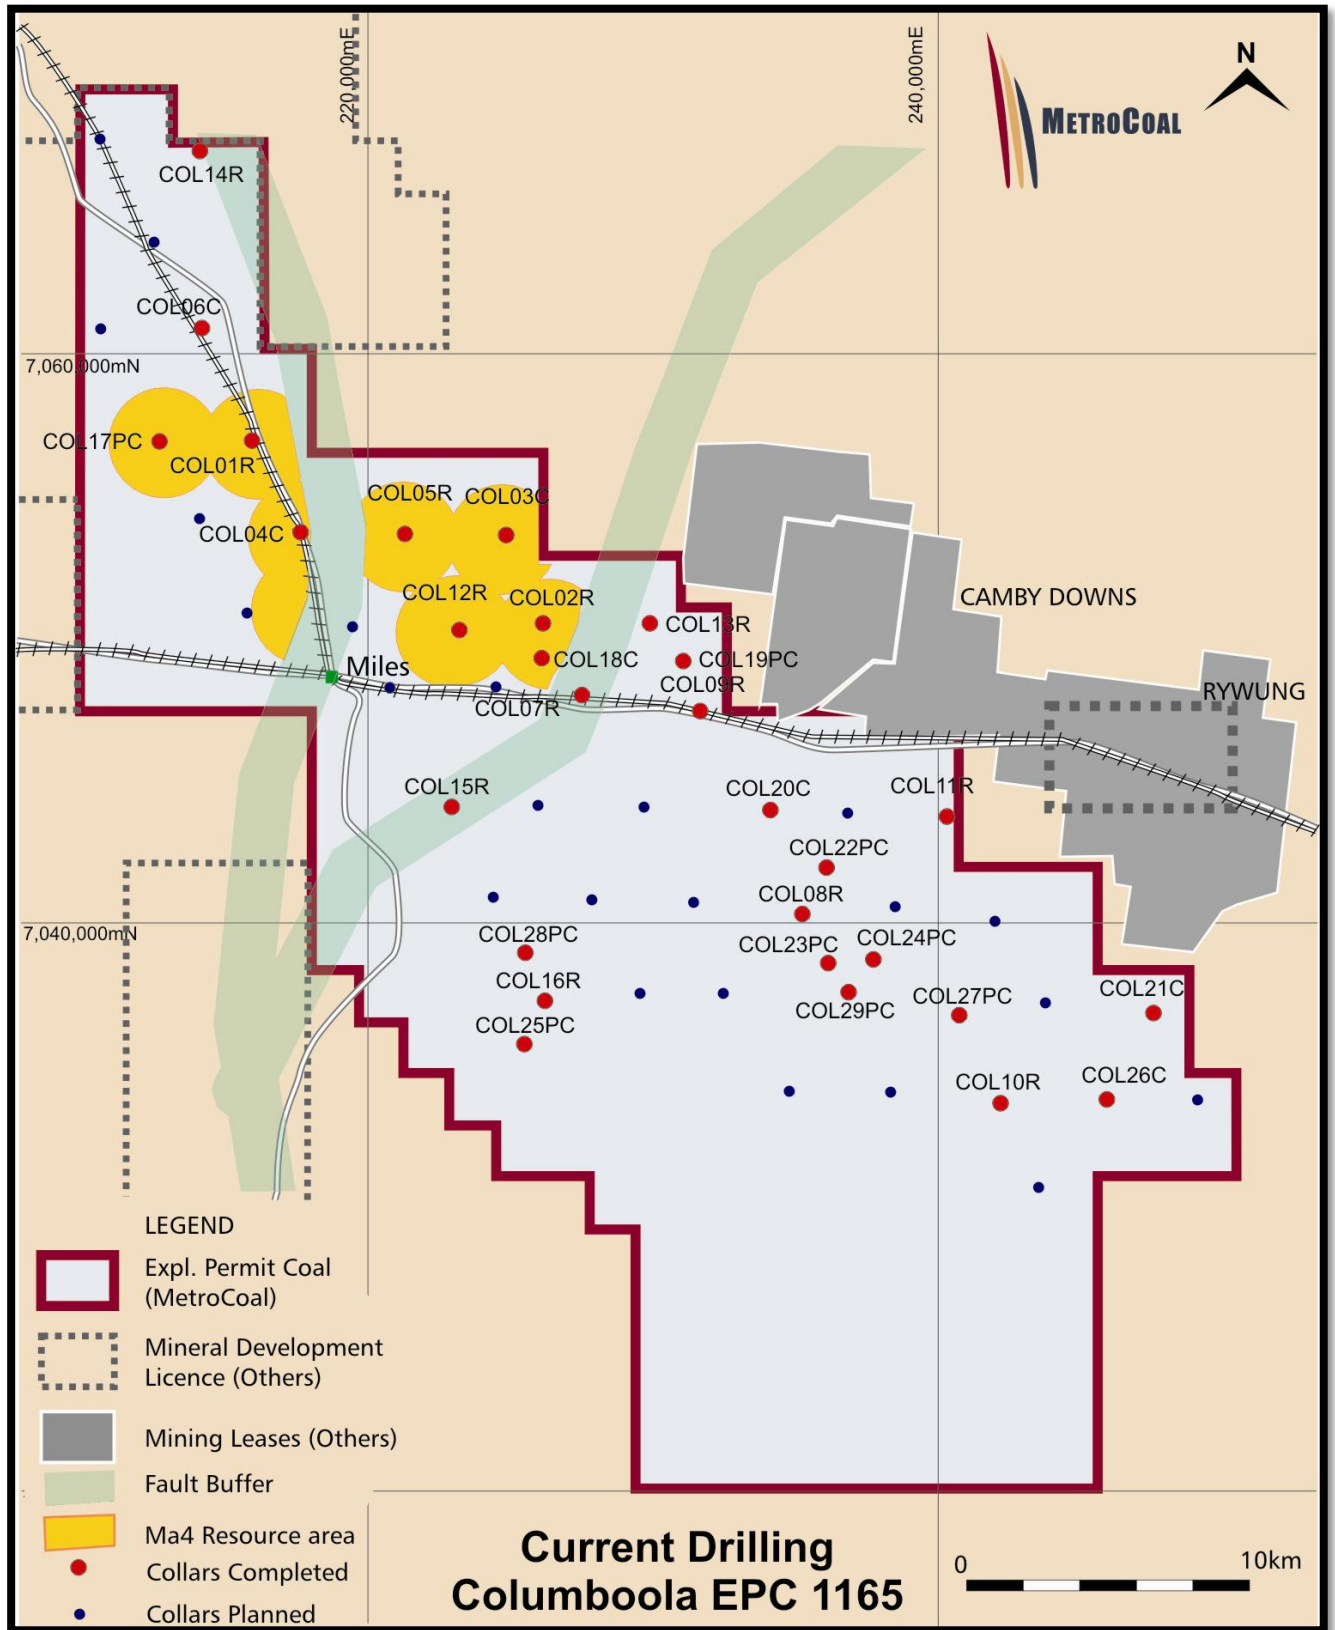 220,000mE
240,000mE
N
METROCOAL
COL14R
COL06C
7,060,000mN
COL17PC
COL01R
COL05R
COL03C
COL04C
COL12R
COL02R
CAMBY DOWNS
COL13R
COL18C
COL19PC
Miles
COL09R
RYWUNG
COL07R
COL15R
COL20C
COL11R
COL22PC
COL08R
7,040,000mN
COL28PC
COL23PC
COL24PC
COL16R
COL29PC
COL27PC
COL21C
COL25PC
COL10R
COL26C
LEGEND
Expl. Permit Coal
(MetroCoal)
Mineral Development
Licence (Others)
Mining Leases (Others)
Fault Buffer
Ma4 Resource area
Collars Completed
Collars Planned
Current Drilling
Columboola EPC 1165
0
10km